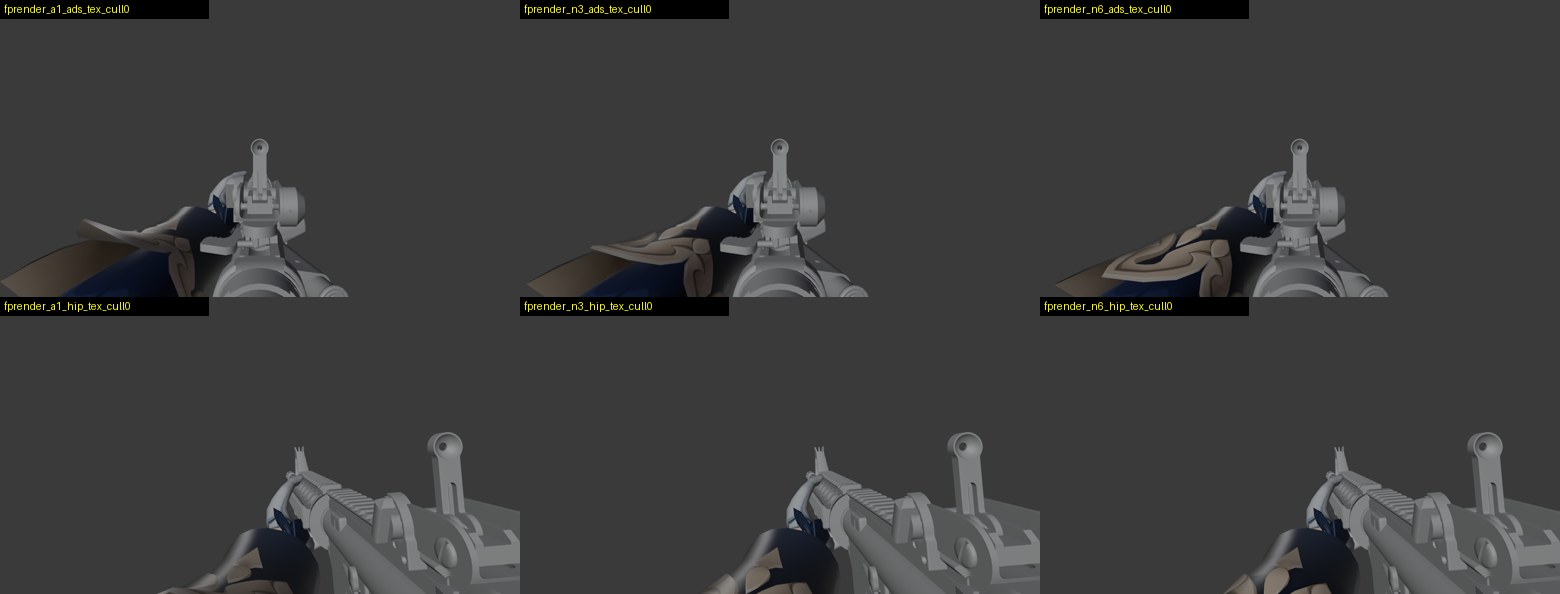 fprender_a1_ads_tex_cull0
fprender_n3_ads_tex_cull0
fprender_n6_ads_tex_cull0
fprender_a1_hip_tex_cull0
fprender_n3_hip_tex_cull0
fprender_n6_hip_tex_cull0